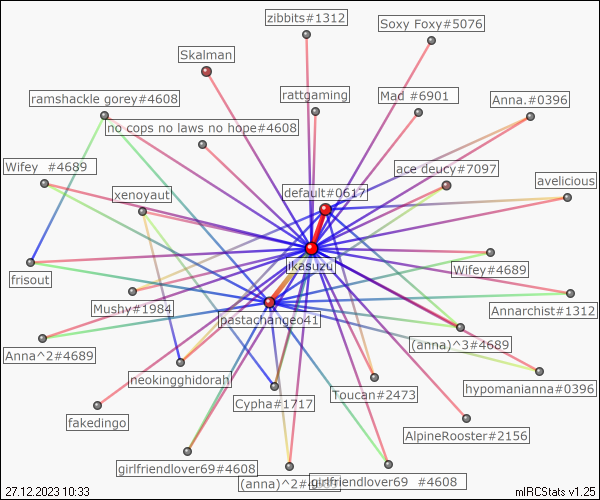 zibbits#1312
Soxy Foxy#5076
Skalman
ramshackle gorey#4608
rattgaming
Mad #6901
Anna.#0396
no cops no laws no hope#4608
Wifey #4689
ace deucy#7097
xenoyaut
default#0617
avelicious
ikasuzu
Wifey#4689
frisout
Mushy#1984
Annarchist#1312
pastachangeo41
(anna)^3#4689
Anna^2#4689
neokingghidorah
hypomanianna#0396
Toucan#2473
Cypha#1717
fakedingo
AlpineRooster#2156
girlfriendlover69#4608
girlfriendlover69 #4608
27.12.2023 10:33
mIRCStats v1.25